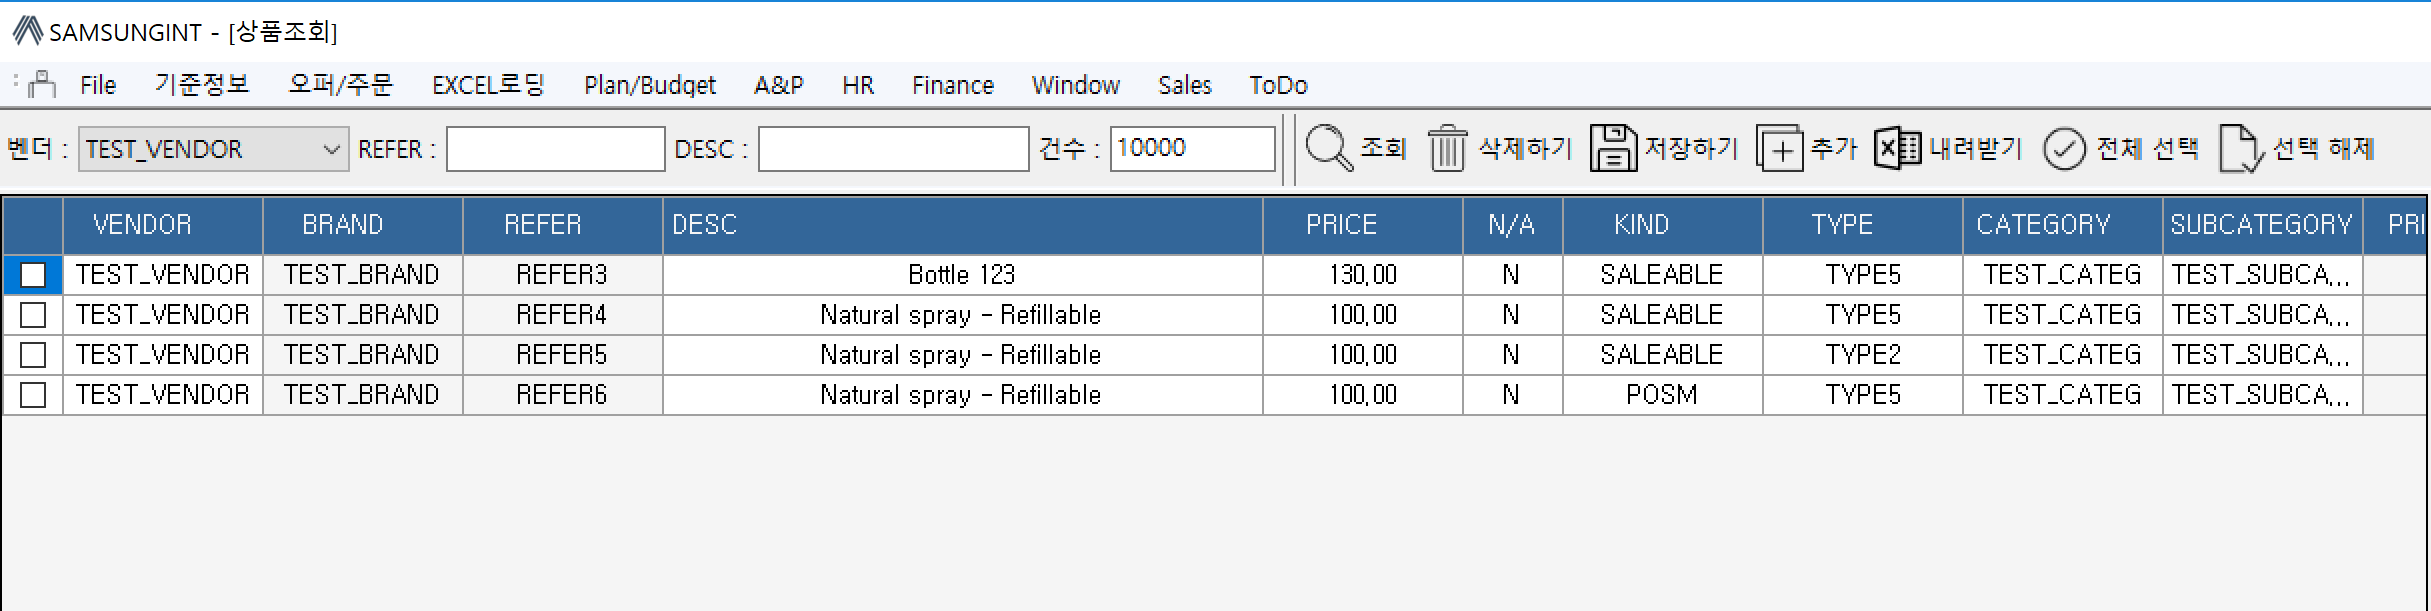 SAMSUNGINT - [상품조회]
File 기준정보 오퍼/주문 EXCEL로딩 Plan/Budget A&P HR Finance Window Sales ToDo
벤더 : TEST_VENDOR REFER : DESC : 건수 : 10000 조회 삭제하기 저장하기 추가 내려받기 전체 선택 선택 해제
VENDOR BRAND REFER DESC PRICE N/A KIND TYPE CATEGORY SUBCATEGORY PRI
TEST_VENDOR TEST_BRAND REFER3 Bottle 123 130,00 N SALEABLE TYPE5 TEST_CATEG TEST_SUBCA...
TEST_VENDOR TEST_BRAND REFER4 Natural spray - Refillable 100,00 N SALEABLE TYPE5 TEST_CATEG TEST_SUBCA...
TEST_VENDOR TEST_BRAND REFER5 Natural spray - Refillable 100,00 N SALEABLE TYPE2 TEST_CATEG TEST_SUBCA...
TEST_VENDOR TEST_BRAND REFER6 Natural spray - Refillable 100,00 N POSM TYPE5 TEST_CATEG TEST_SUBCA...